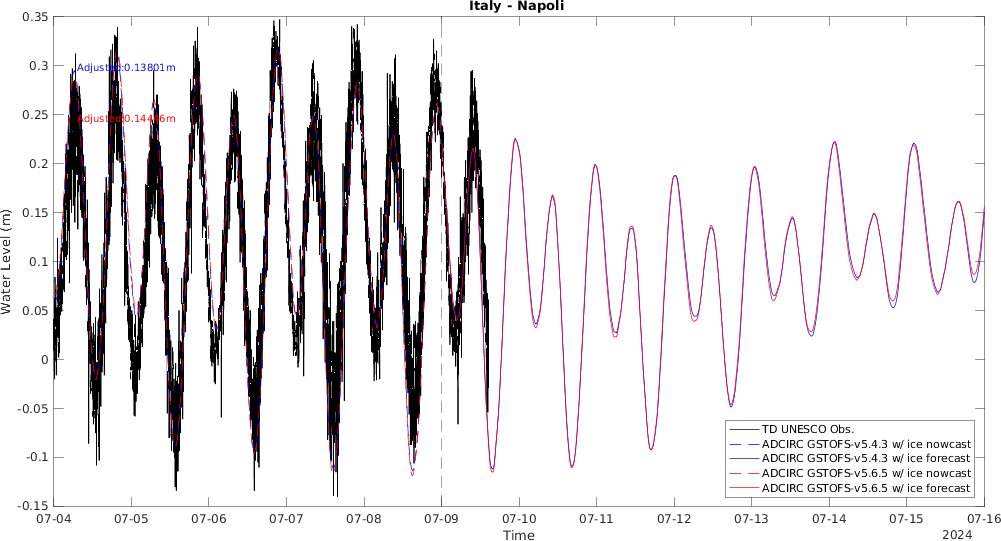 Italy - Napoli
0.35
0.3
0.25
0.2
0.15
0.1
0.05
0
-0.05
-0.1
-0.15
Water Level (m)
Adjusted:0.13801m
Adjusted:0.14446m
TD UNESCO Obs.
ADCIRC GSTOFS-v5.4.3 w/ ice nowcast
ADCIRC GSTOFS-v5.4.3 w/ ice forecast
ADCIRC GSTOFS-v5.6.5 w/ ice nowcast
ADCIRC GSTOFS-v5.6.5 w/ ice forecast
07-04 07-05 07-06 07-07 07-08 07-09 07-10 07-11 07-12 07-13 07-14 07-15 07-16
Time
2024